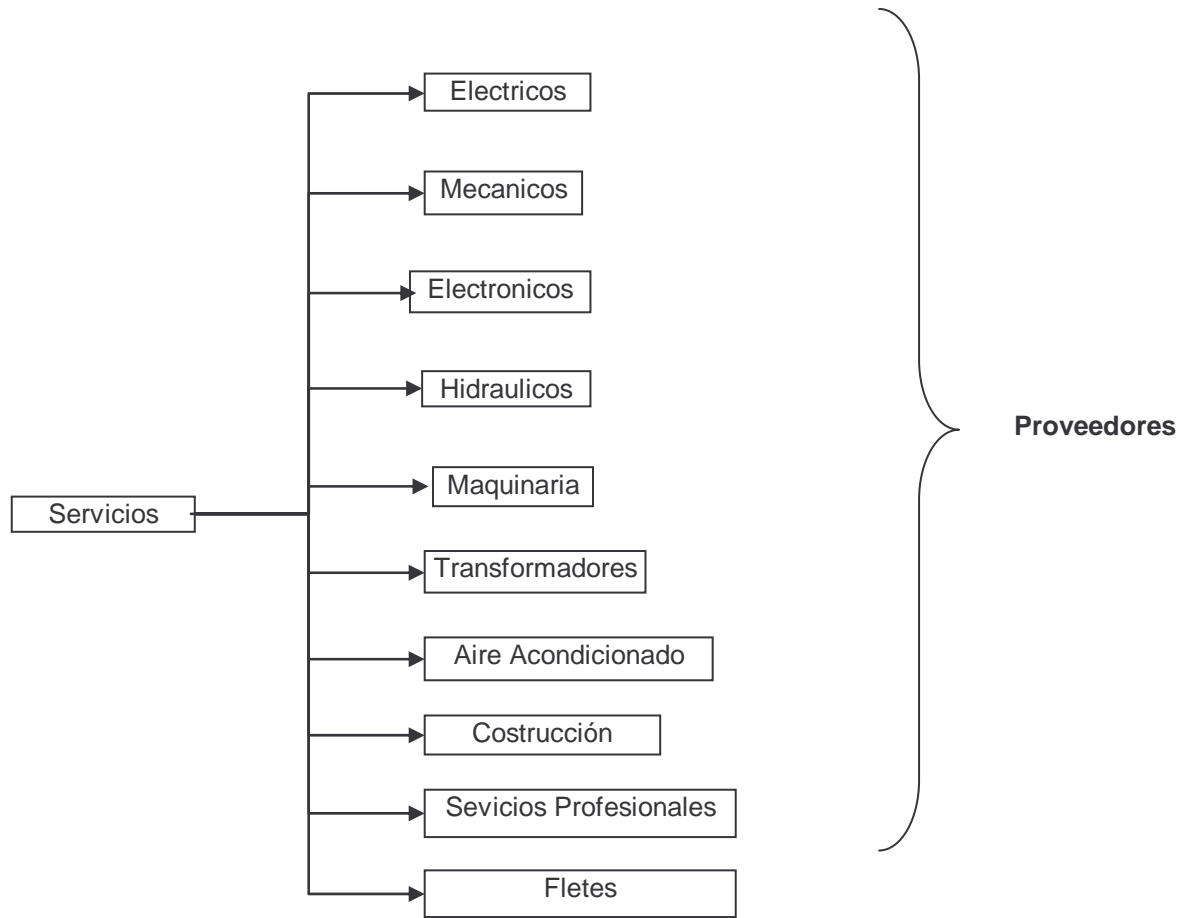 Electricos
Mecanicos
Electronicos
Hidraulicos
Proveedores
Maquinaria
Servicios
Transformadores
Aire Acondicionado
Costrucción
Sevicios Profesionales
Fletes